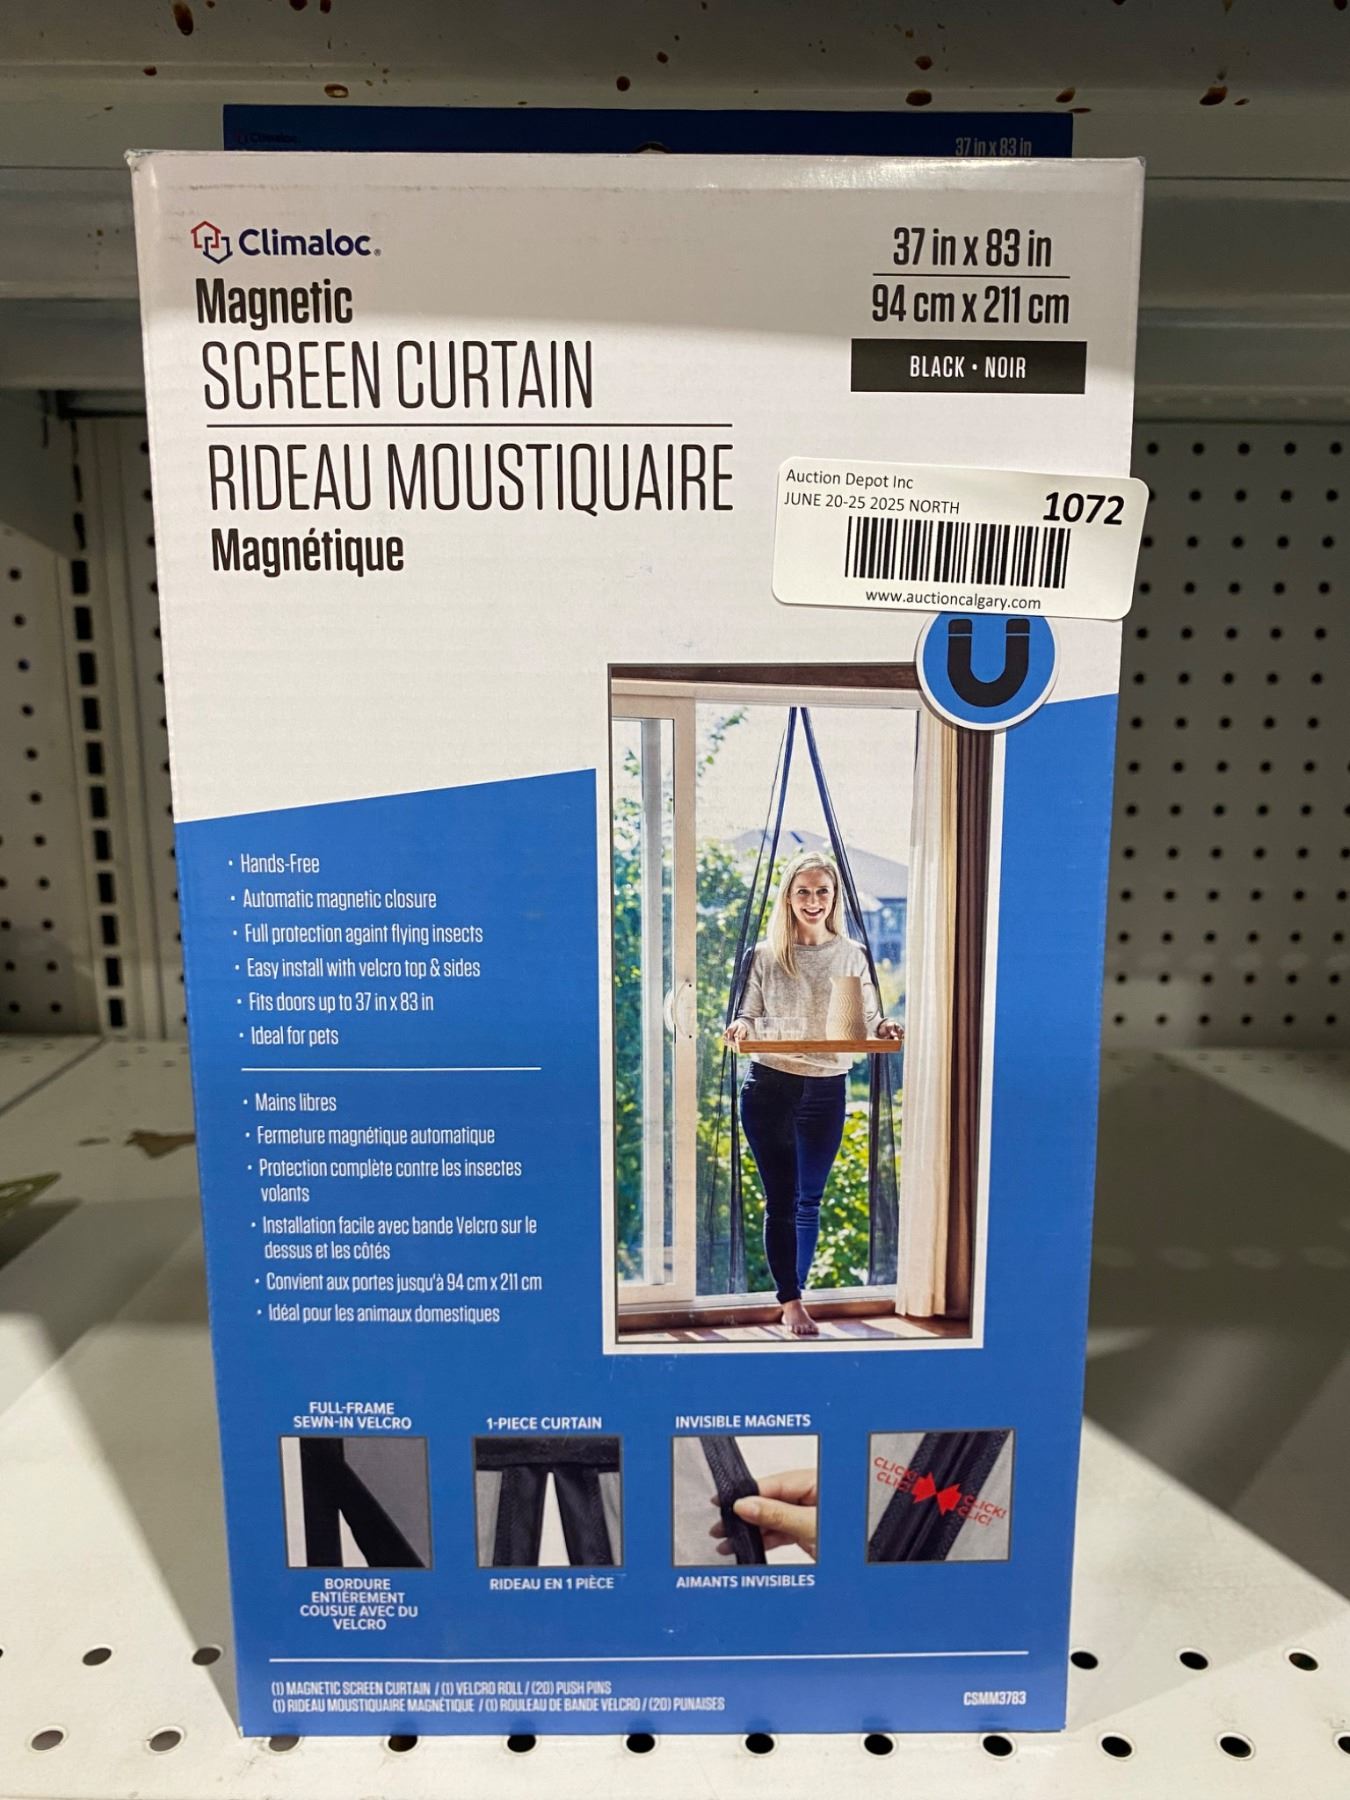 37 in x 83 in
Climaloc
Magnetic
SCREEN CURTAIN
RIDEAU MOUSTIQUAIRE
Magnétique
37 in x 83 in
94 cm x 211 cm
BLACK • NOIR
Auction Depot Inc
JUNE 20-25 2025 NORTH
1072
www.auctioncalgary.com
• Hands-Free
• Automatic magnetic closure
• Full protection againt flying insects
• Easy install with velcro top & sides
• Fits doors up to 37 in x 83 in
• Ideal for pets
• Mains libres
• Fermeture magnétique automatique
• Protection complète contre les insectes
volants
• Installation facile avec bande Velcro sur le
dessus et les côtés
• Convient aux portes jusqu'à 94 cm x 211 cm
• Idéal pour les animaux domestiques
FULL-FRAME
SEWN-IN VELCRO
BORDURE
ENTIÈREMENT
COUSUE AVEC DU
VELCRO
1-PIECE CURTAIN
RIDEAU EN 1 PIÈCE
INVISIBLE MAGNETS
AIMANTS INVISIBLES
CLICK!
CLIC!
CLICK!
CLIC!
(1) MAGNETIC SCREEN CURTAIN / (1) VELCRO ROLL / (20) PUSH PINS
(1) RIDEAU MOUSTIQUAIRE MAGNÉTIQUE / (1) ROULEAU DE BANDE VELCRO / (20) PUNAISES
CSMM3783